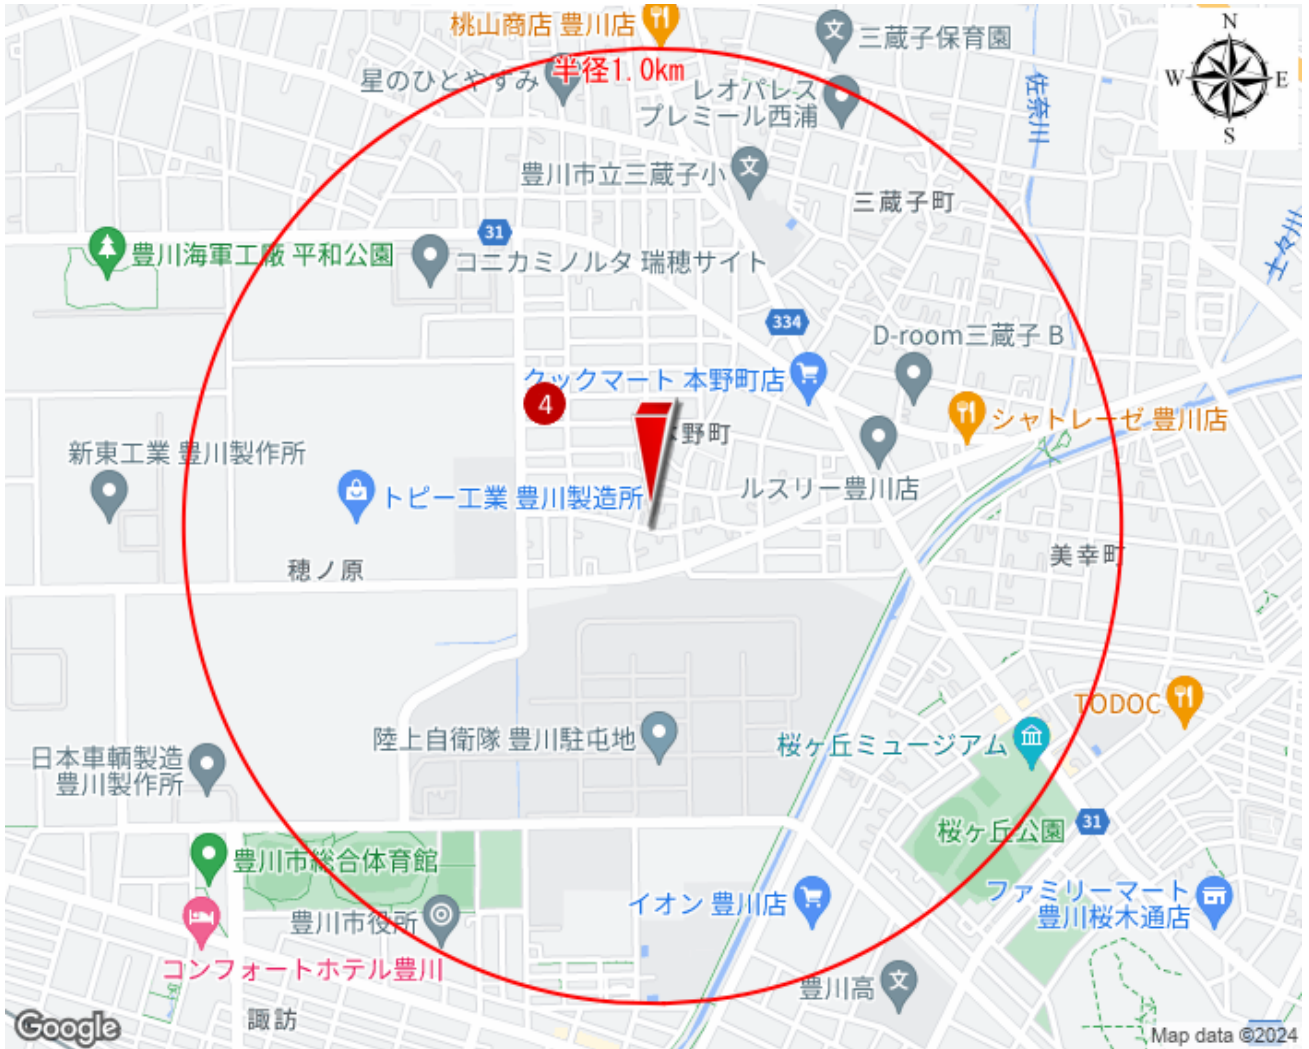 桃山商店 豊川店
三蔵子保育園
N
W
E
S
半径1.0km
星のひとやすみ
レオパレス
プレミール西浦
佐奈川
豊川市立三蔵子小
三蔵子町
31
豊川海軍工廠 平和公園
コニカミノルタ 瑞穂サイト
334
D-room三蔵子 B
クックマート 本野町店
4
シャトレーゼ 豊川店
本野町
新東工業 豊川製作所
トピー工業 豊川製造所
ルスリー豊川店
穂ノ原
美幸町
TODOC
陸上自衛隊 豊川駐屯地
桜ヶ丘ミュージアム
日本車輌製造
豊川製作所
31
桜ヶ丘公園
豊川市総合体育館
イオン 豊川店
ファミリーマート
豊川桜木通店
豊川市役所
コンフォートホテル豊川
豊川高
諏訪
Google
Map data ©2024